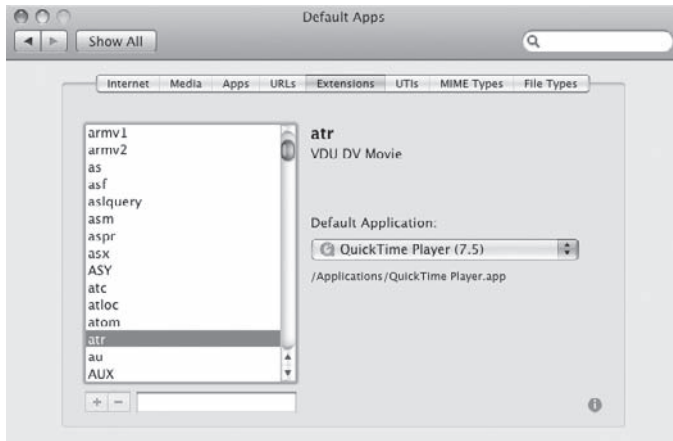 Default Apps
Show All
Internet Media Apps URLs Extensions UTIs MIME Types File Types
armv1
armv2
as
asf
aslquery
asm
aspr
asx
ASY
atc
atloc
atom
atr
au
AUX
atr
VDU DV Movie
Default Application:
QuickTime Player (7.5)
/Applications/QuickTime Player.app